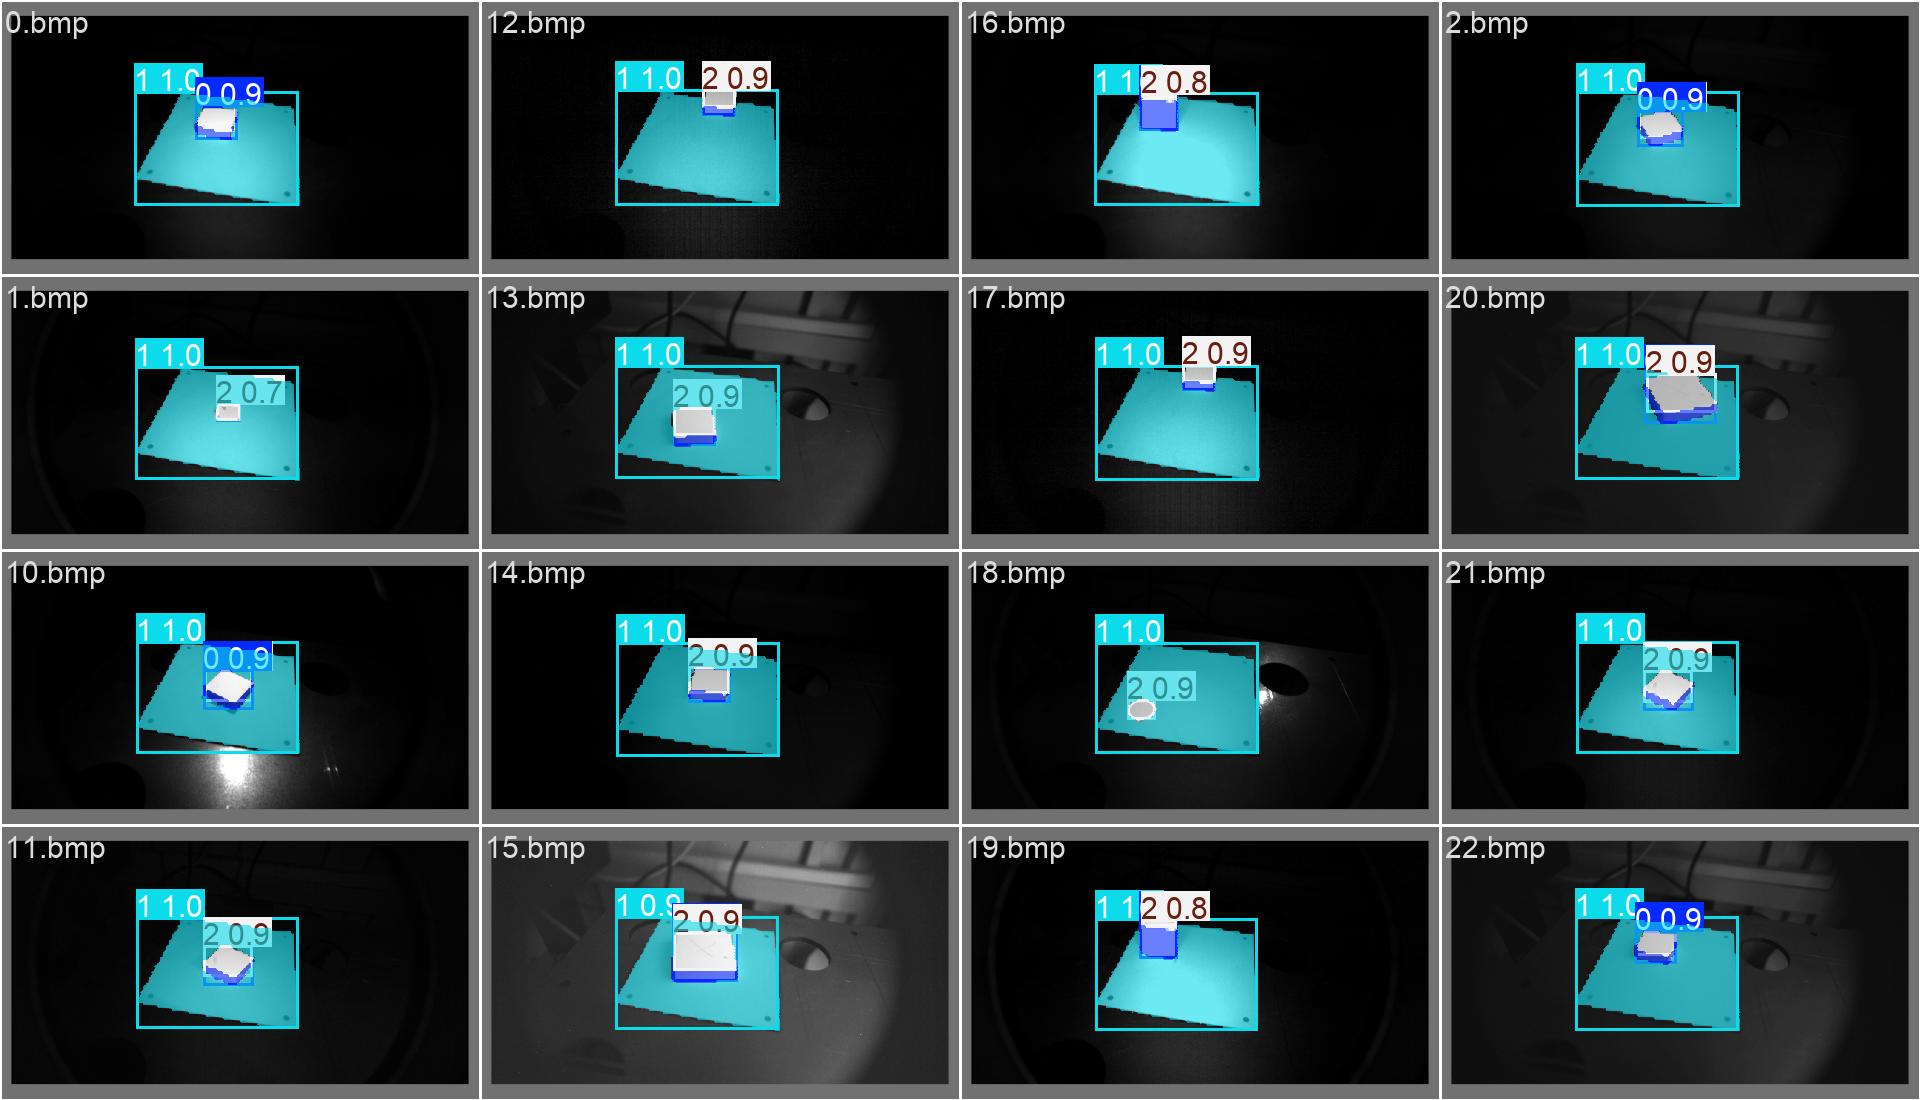 0.bmp
1 1.0
0 0.9
12.bmp
1 1.0
2 0.9
16.bmp
1 1
2 0.8
2.bmp
1 1.0
0 0.9
1.bmp
1 1.0
2 0.7
13.bmp
1 1.0
2 0.9
17.bmp
1 1.0
2 0.9
20.bmp
1 1.0
2 0.9
10.bmp
1 1.0
0 0.9
14.bmp
1 1.0
2 0.9
18.bmp
1 1.0
2 0.9
21.bmp
1 1.0
2 0.9
11.bmp
1 1.0
2 0.9
15.bmp
1 0.9
2 0.9
19.bmp
1 1
2 0.8
22.bmp
1 1.0
0 0.9